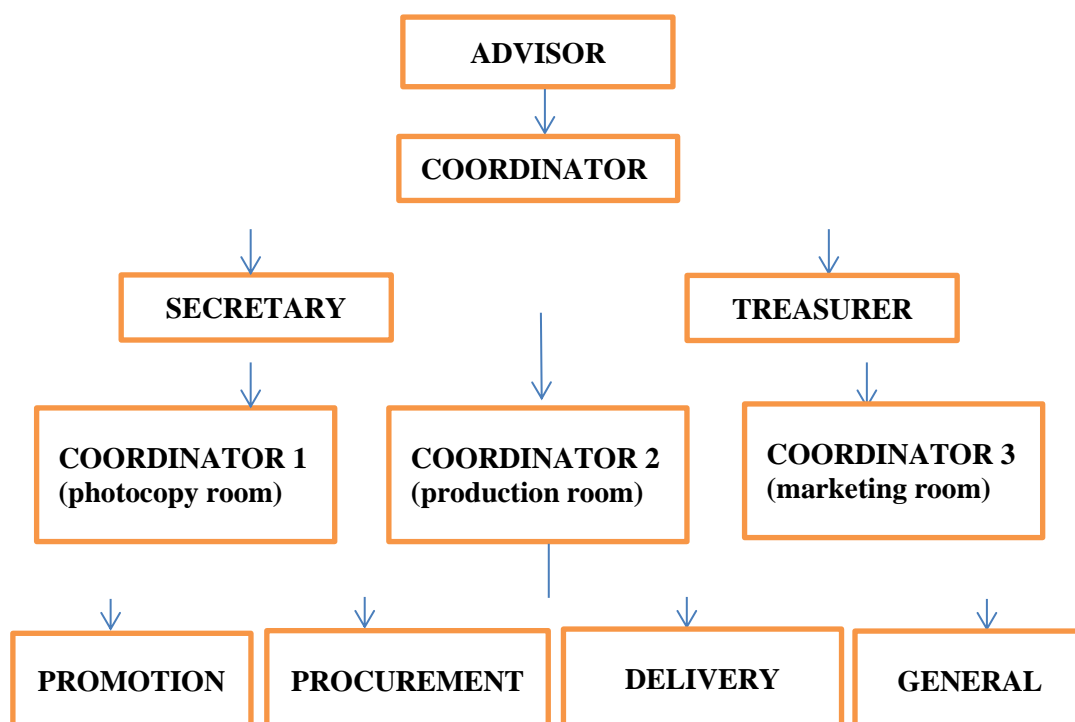 ADVISOR
COORDINATOR
SECRETARY
TREASURER
COORDINATOR 1
(photocopy room)
COORDINATOR 2
(production room)
COORDINATOR 3
(marketing room)
PROMOTION
PROCUREMENT
DELIVERY
GENERAL